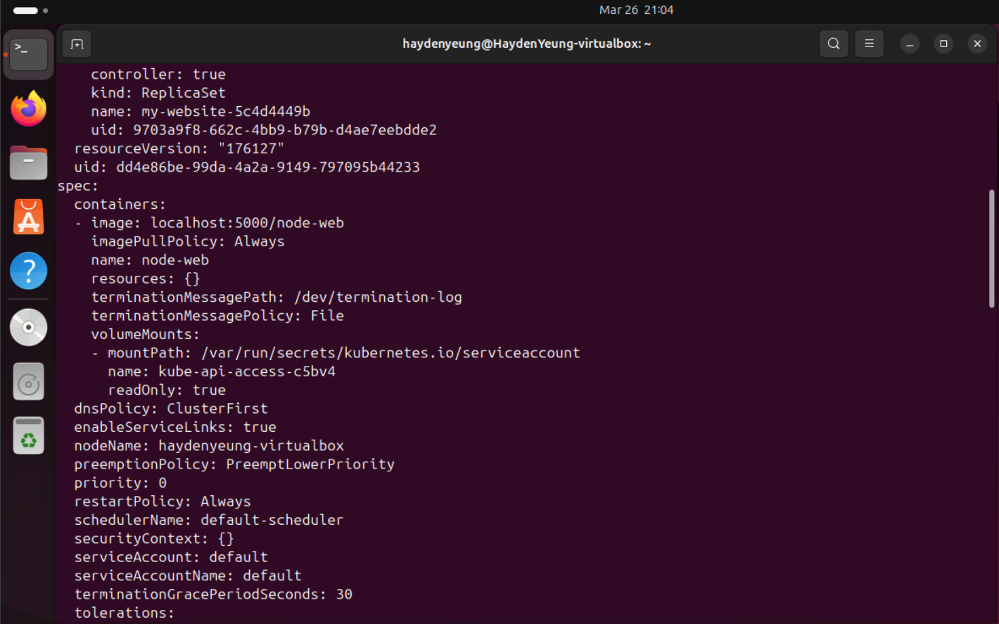 Mar 26 21:04
haydenyeung@HaydenYeung-virtualbox: ~
    controller: true
    kind: ReplicaSet
    name: my-website-5c4d4449b
    uid: 9703a9f8-662c-4bb9-b79b-d4ae7eebdde2
  resourceVersion: "176127"
  uid: dd4e86be-99da-4a2a-9149-797095b44233
spec:
  containers:
  - image: localhost:5000/node-web
    imagePullPolicy: Always
    name: node-web
    resources: {}
    terminationMessagePath: /dev/termination-log
    terminationMessagePolicy: File
    volumeMounts:
    - mountPath: /var/run/secrets/kubernetes.io/serviceaccount
      name: kube-api-access-c5bv4
      readOnly: true
  dnsPolicy: ClusterFirst
  enableServiceLinks: true
  nodeName: haydenyeung-virtualbox
  preemptionPolicy: PreemptLowerPriority
  priority: 0
  restartPolicy: Always
  schedulerName: default-scheduler
  securityContext: {}
  serviceAccount: default
  serviceAccountName: default
  terminationGracePeriodSeconds: 30
  tolerations: